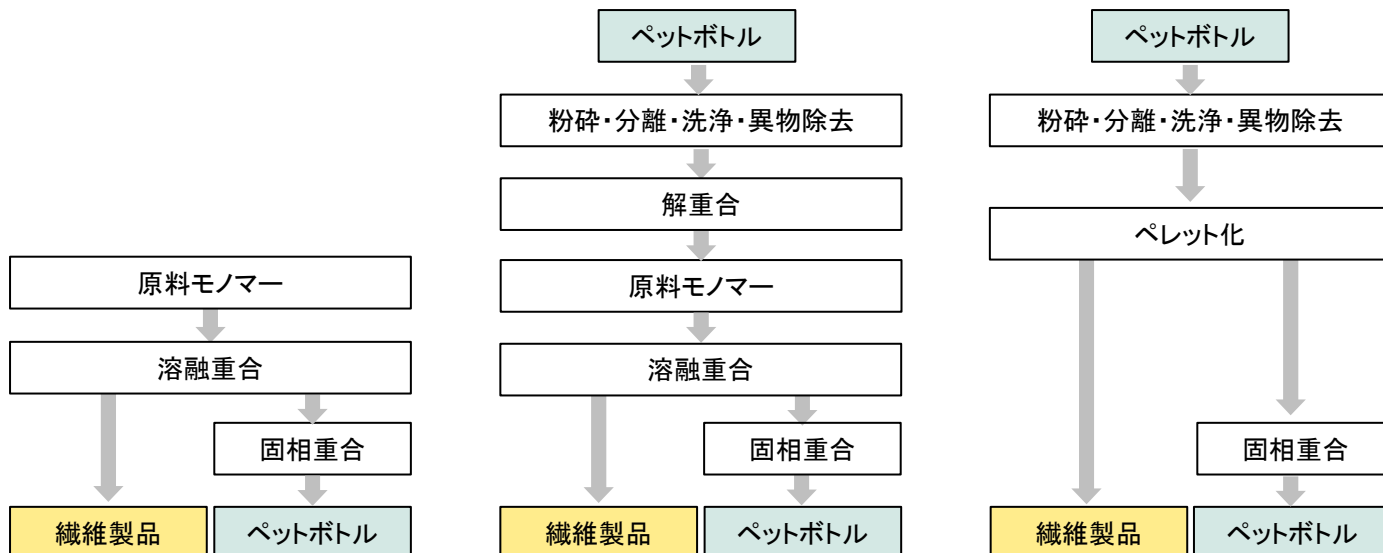 原料モノマー
溶融重合
固相重合
繊維製品
ペットボトル
ペットボトル
粉砕・分離・洗浄・異物除去
解重合
原料モノマー
溶融重合
固相重合
繊維製品
ペットボトル
ペットボトル
粉砕・分離・洗浄・異物除去
ペレット化
固相重合
繊維製品
ペットボトル